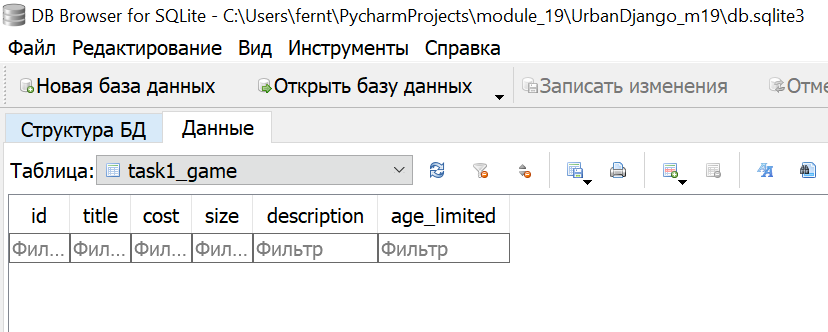 DB Browser for SQLite - C:\Users\fernt\PycharmProjects\module_19\UrbanDjango_m19\db.sqlite3
Файл Редактирование Вид Инструменты Справка
Новая база данных Открыть базу данных Записать изменения Отме
Структура БД Данные
Таблица: task1_game
id title cost size description age_limited
Фил... Фил... Фил... Фил... Фильтр Фильтр